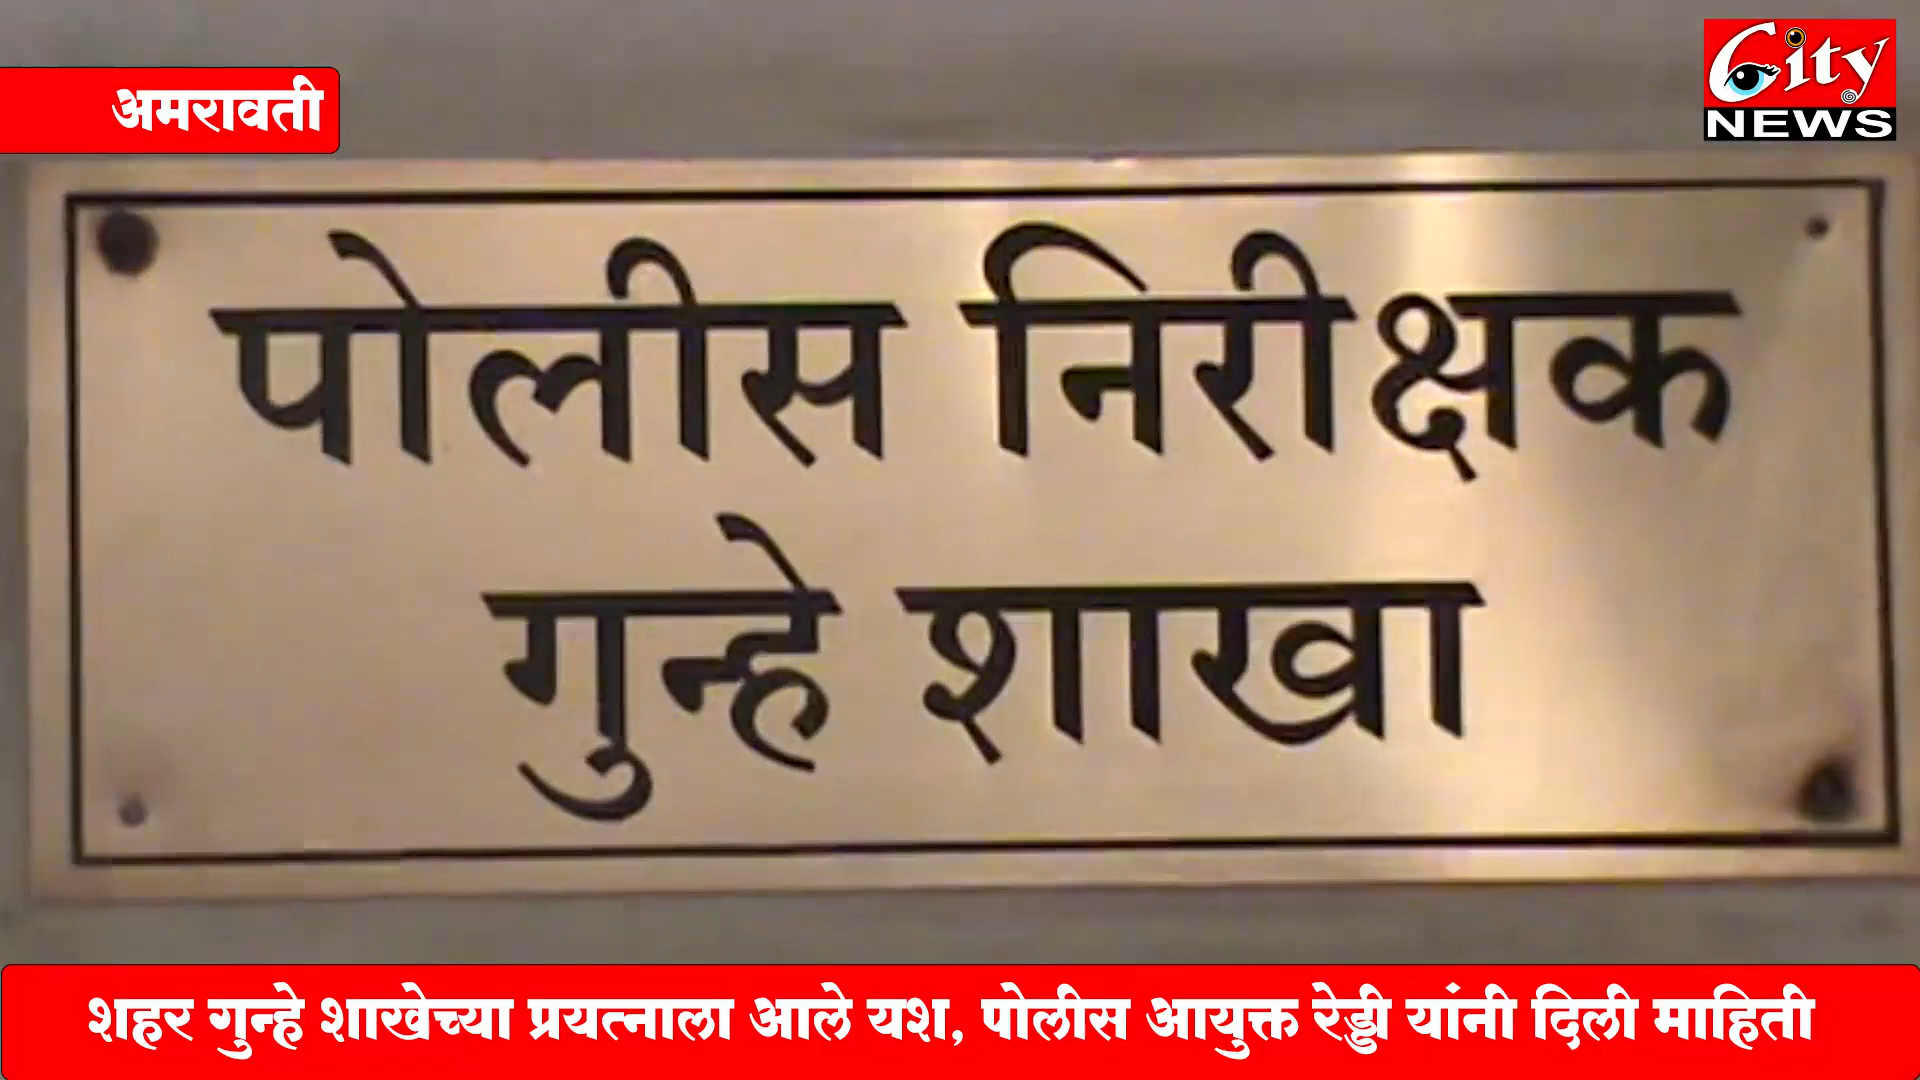 अमरावती
City
NEWS
पोलीस निरीक्षक
गुन्हे शाखा
शहर गुन्हे शाखेच्या प्रयत्नाला आले यश, पोलीस आयुक्त रेड्डी यांनी दिली माहिती